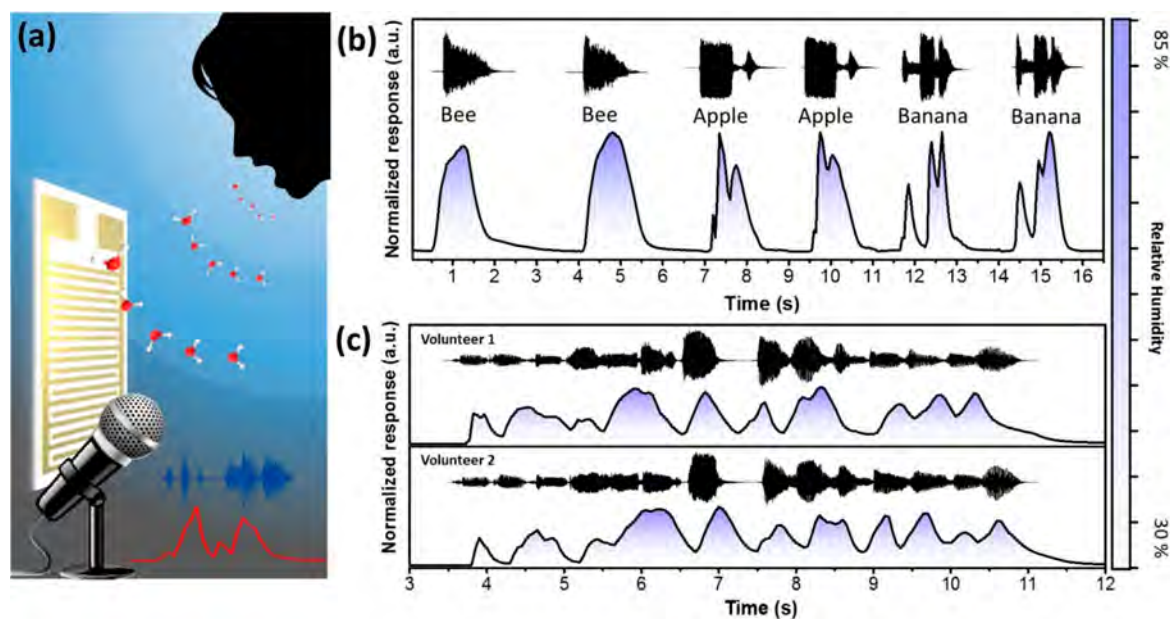 (a)
(b)
Normalized response (a.u.)
Bee Bee Apple Apple Banana Banana
1 2 3 4 5 6 7 8 9 10 11 12 13 14 15 16
Time (s)
(c)
Normalized response (a.u.)
Volunteer 1
Normalized response (a.u.)
Volunteer 2
3 4 5 6 7 8 9 10 11 12
Time (s)
85 %
Relative Humidity
30 %